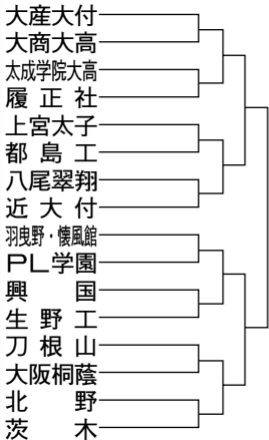 大産大付
大商大高
太成学院大高
履正社
上宮太子
都島工
八尾翠翔
近大付
羽曳野・懐風館
PL学園
興国
生野工
刀根山
大阪桐蔭
北野
茨木